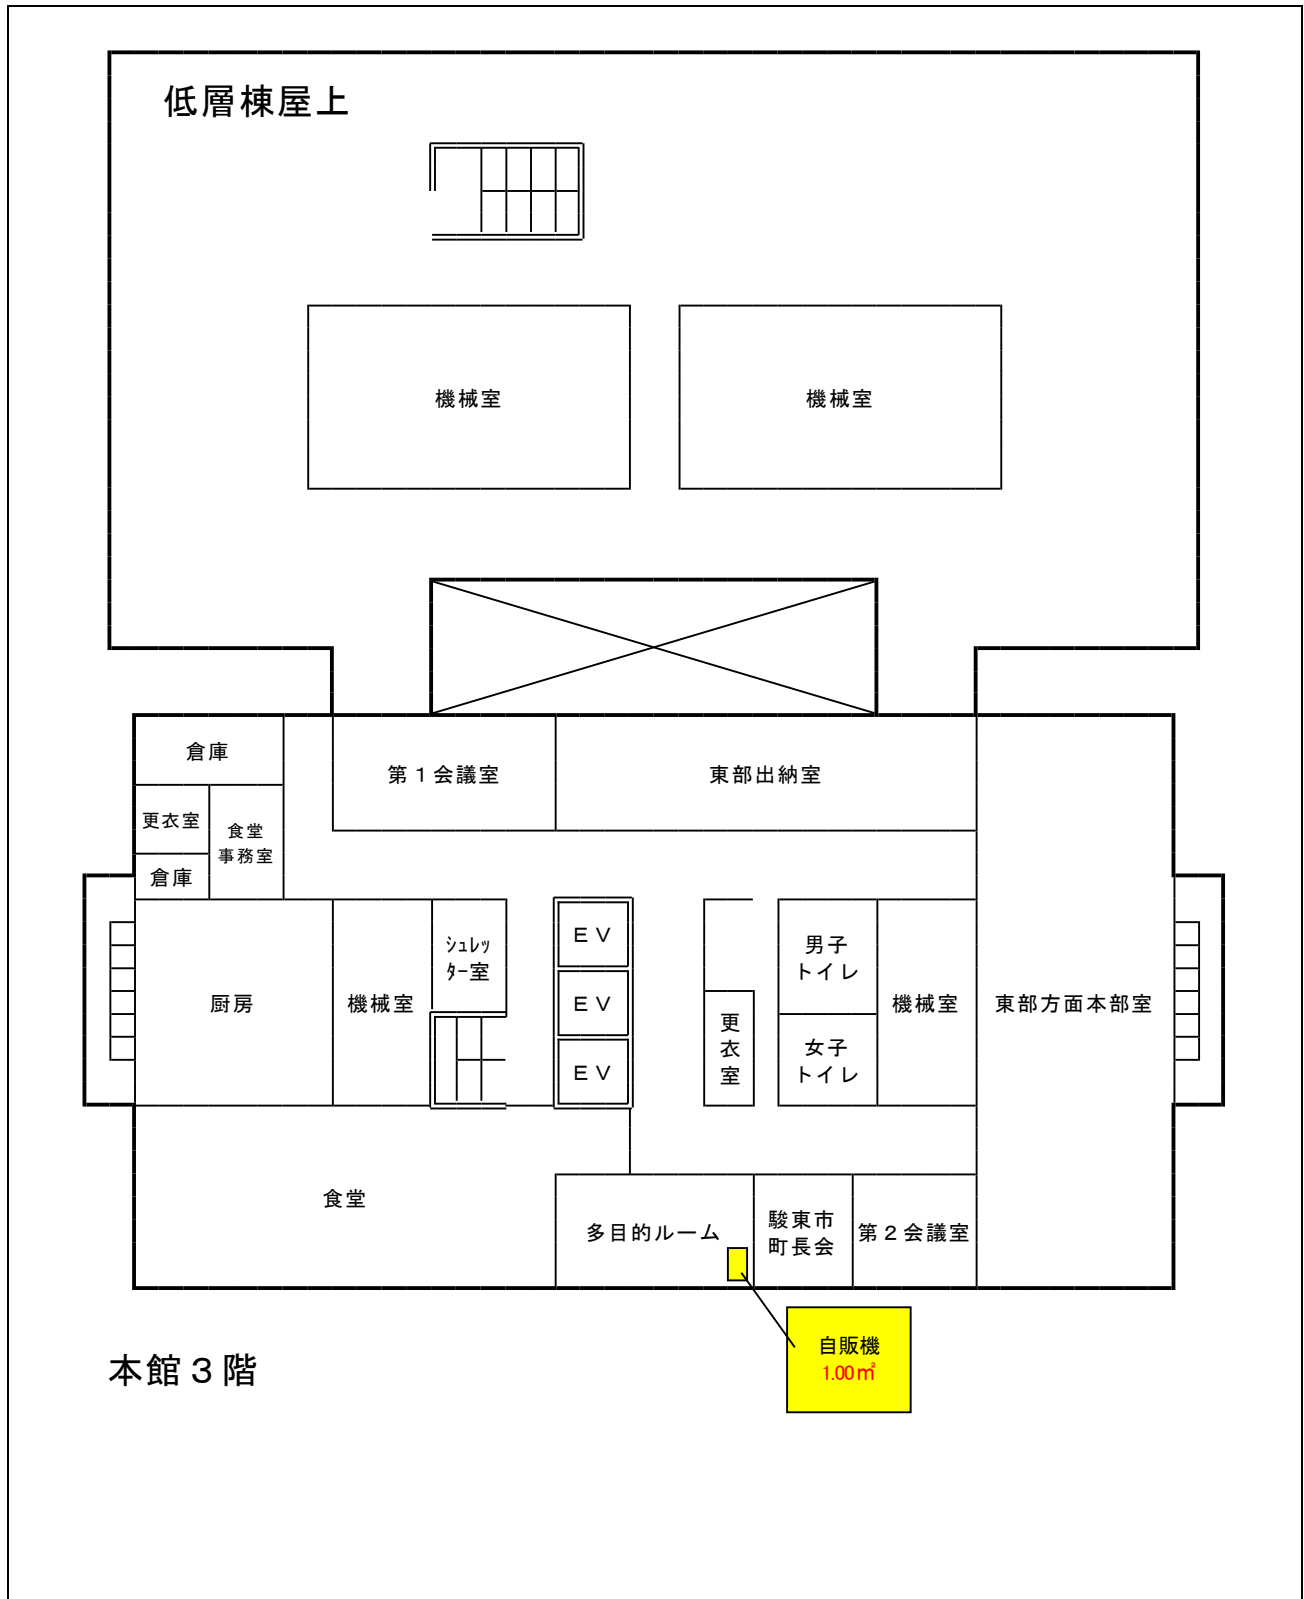 低層棟屋上
機械室
機械室
倉庫
第１会議室
東部出納室
更衣室
食堂
事務室
倉庫
ｼｭﾚｯ
ﾀｰ室
ＥＶ
男子
トイレ
厨房
機械室
ＥＶ
機械室
東部方面本部室
更
衣
室
女子
トイレ
ＥＶ
食堂
多目的ルーム
駿東市
町長会
第２会議室
自販機
1.00㎡
本館３階